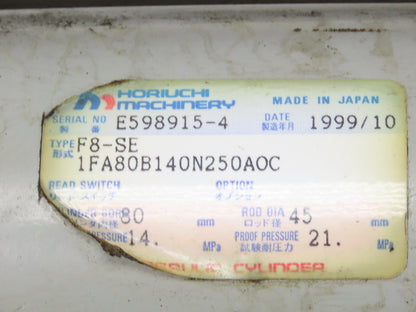 HORIUCHI
MACHINERY
MADE IN JAPAN
SERIAL NO
製番 E598915-4
DATE
製造年月 1999/10
TYPE
形式 F8-SE
1FA80B140N250AOC
READ SWITCH
OPTION
オプション
80 mm
ROD DIA
ロッド径 45 mm
PRESSURE 14. MPa
PROOF PRESSURE
試験耐圧力 21. MPa
CYLINDER